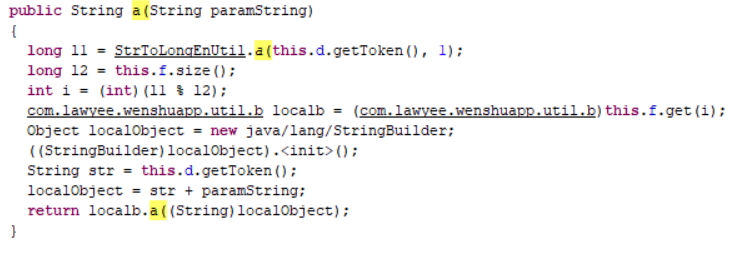 public String a(String paramString)
{
long l1 = StrToLongEnUtil.a(this.d.getToken(), 1);
long l2 = this.f.size();
int i = (int)(l1 % l2);
com.lawyee.wenshuapp.util.b localb = (com.lawyee.wenshuapp.util.b)this.f.get(i);
Object localObject = new java/lang/StringBuilder;
((StringBuilder)localObject).<init>();
String str = this.d.getToken();
localObject = str + paramString;
return localb.a((String)localObject);
}